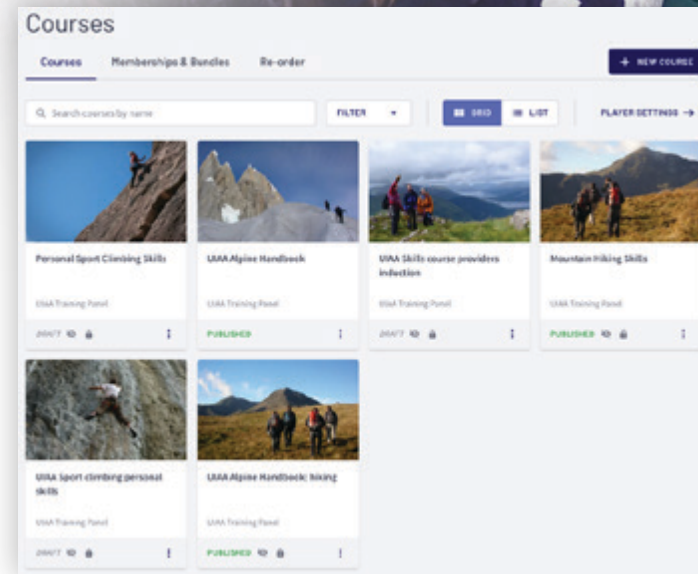 Courses
Courses Memberships & Bundles Re-order
+ NEW COURSE
Search courses by name
FILTER
GRID
LIST
PLAYER SETTINGS →
Personal Sport Climbing Skills
UIAA Training Panel
DRAFT
UIAA Alpine Handbook
UIAA Training Panel
PUBLISHED
UIAA Skills course providers
induction
UIAA Training Panel
DRAFT
Mountain Hiking Skills
UIAA Training Panel
PUBLISHED
UIAA Sport climbing personal
skills
UIAA Training Panel
DRAFT
UIAA Alpine Handbook: hiking
UIAA Training Panel
PUBLISHED